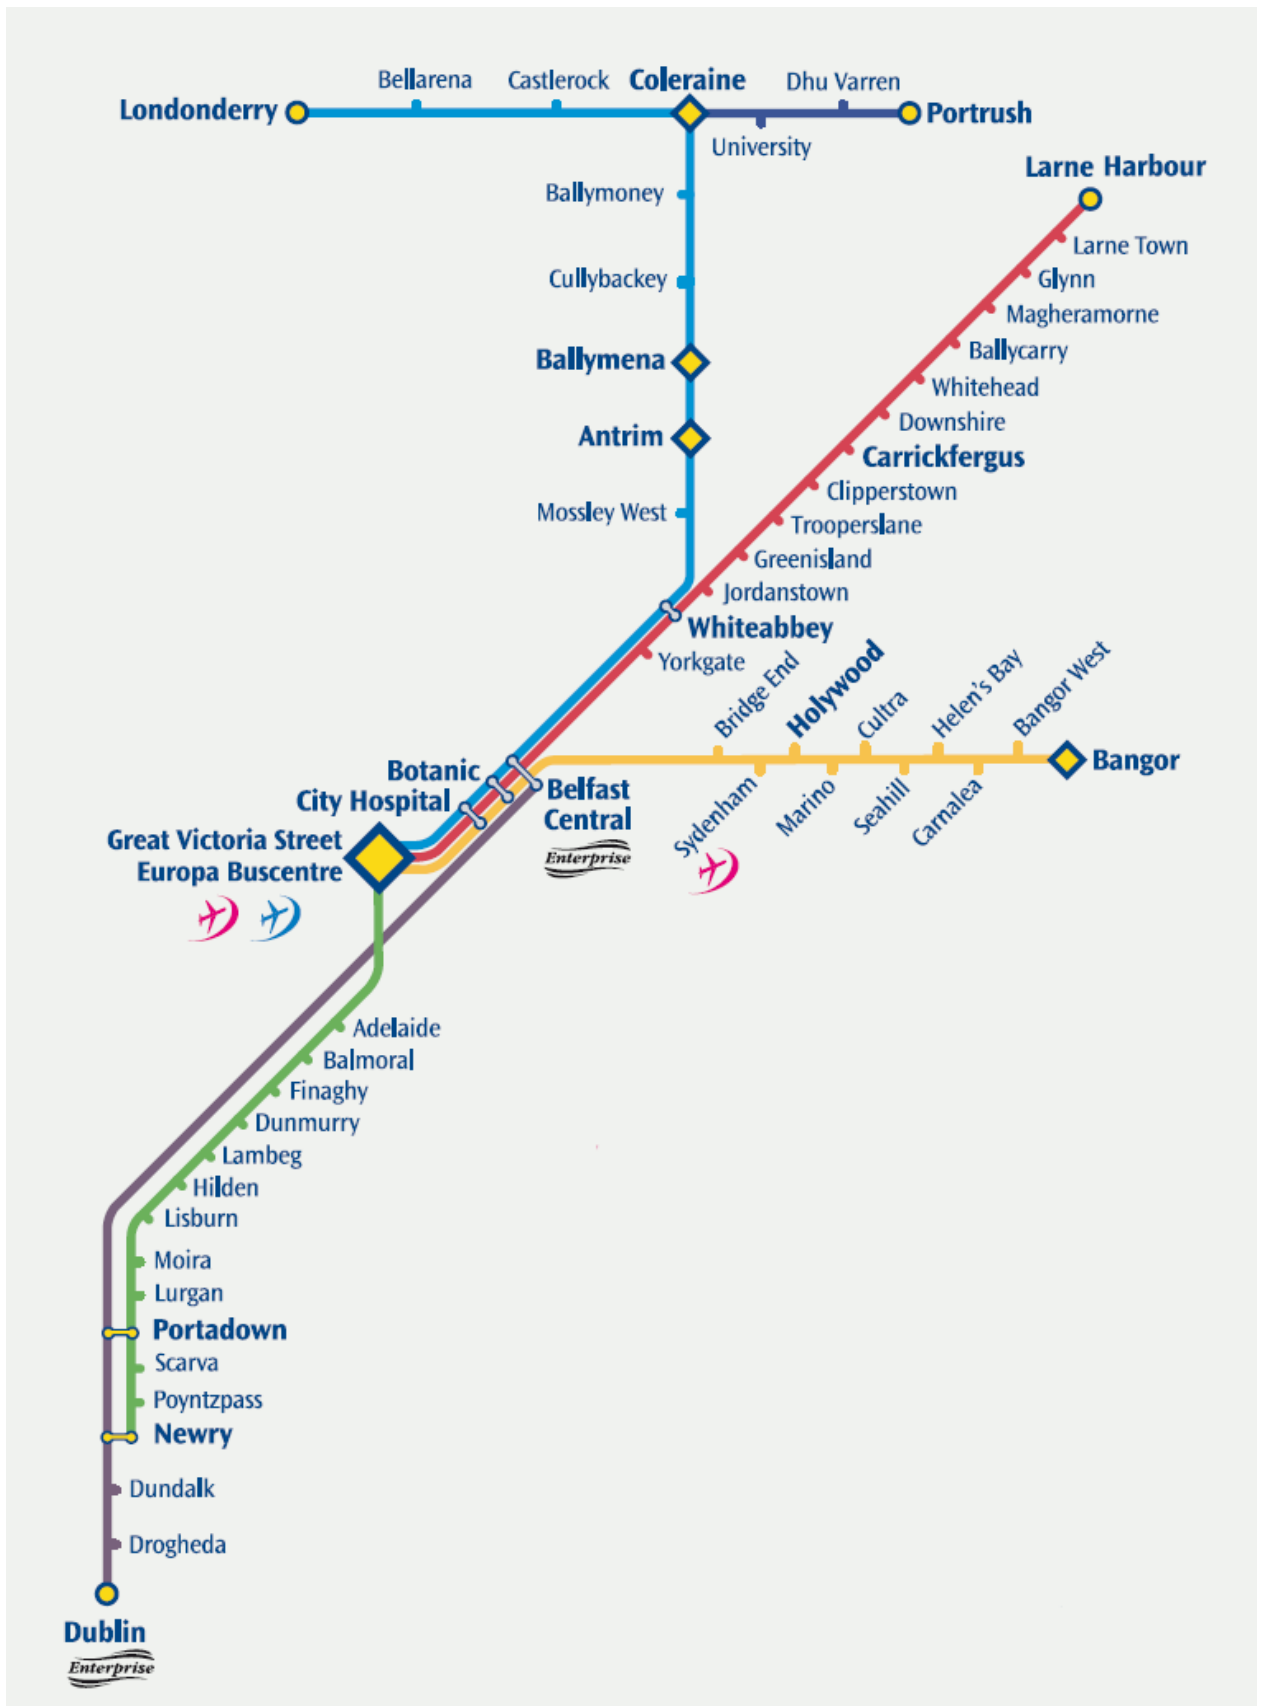 Bellarena
Castlerock
Coleraine
Dhu Varren
Londonderry
Portrush
University
Larne Harbour
Ballymoney
Larne Town
Cullybackey
Glynn
Magheramorne
Ballymena
Ballycarry
Whitehead
Antrim
Downshire
Carrickfergus
Clipperstown
Mossley West
Trooperslane
Greenisland
Jordanstown
Whiteabbey
Yorkgate
Bridge End
Holywood
Cultra
Helen's Bay
Bangor West
Bangor
Botanic
City Hospital
Belfast
Central
Enterprise
Sydenham
Marino
Seahill
Carnalea
Great Victoria Street
Europa Buscentre
Adelaide
Balmoral
Finaghy
Dunmurry
Lambeg
Hilden
Lisburn
Moira
Lurgan
Portadown
Scarva
Poyntzpass
Newry
Dundalk
Drogheda
Dublin
Enterprise